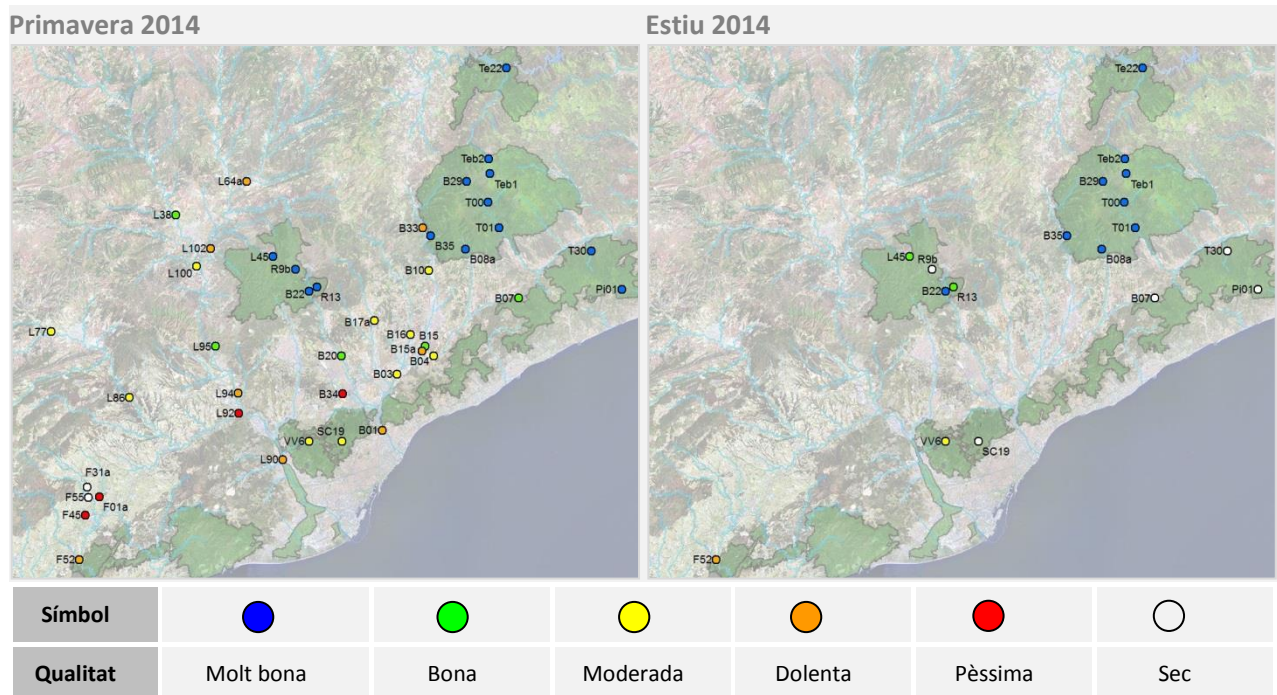 Primavera 2014
Estiu 2014
Te22
Teb2
B29
Teb1
T00
L64a
L38
B33
T01
B35
L102
B08a
T30
L45
L100
R9b
B10
B22
R13
Pi01
B07
B17a
L77
B16
B15
L95
B15a
B20
B04
B03
L86
L94
B34
L92
B01
SC19
VV6
L90
F31a
F55
F01a
F45
F52
Te22
Teb2
B29
Teb1
T00
T01
B35
B08a
T30
L45
R9b
B22
R13
Pi01
B07
VV6
SC19
F52
Símbol
Qualitat Molt bona Bona Moderada Dolenta Pèssima Sec